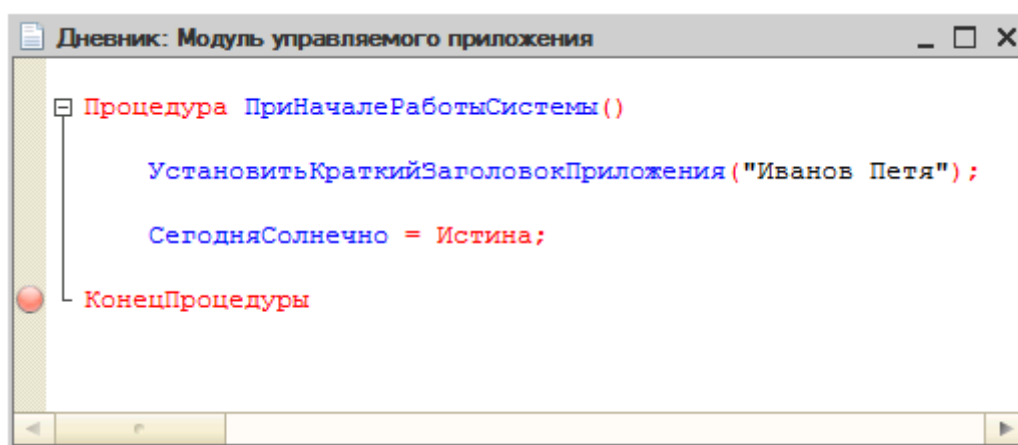 Дневник: Модуль управляемого приложения
Процедура ПриНачалеРаботыСистемы()
УстановитьКраткийЗаголовокПриложения("Иванов Петя");
СегодняСолнечно = Истина;
КонецПроцедуры